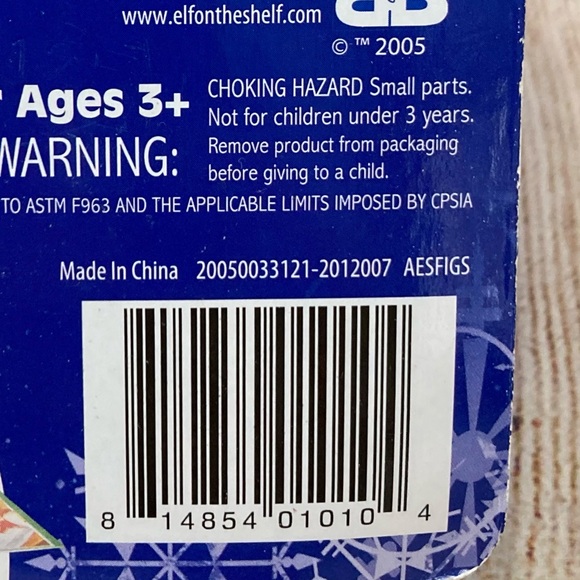 www.elfontheshelf.com
© ™ 2005
Ages 3+
CHOKING HAZARD Small parts.
Not for children under 3 years.
WARNING:
Remove product from packaging
before giving to a child.
TO ASTM F963 AND THE APPLICABLE LIMITS IMPOSED BY CPSIA
Made In China 20050033121-2012007 AESFIGS
8 14854 01010 4